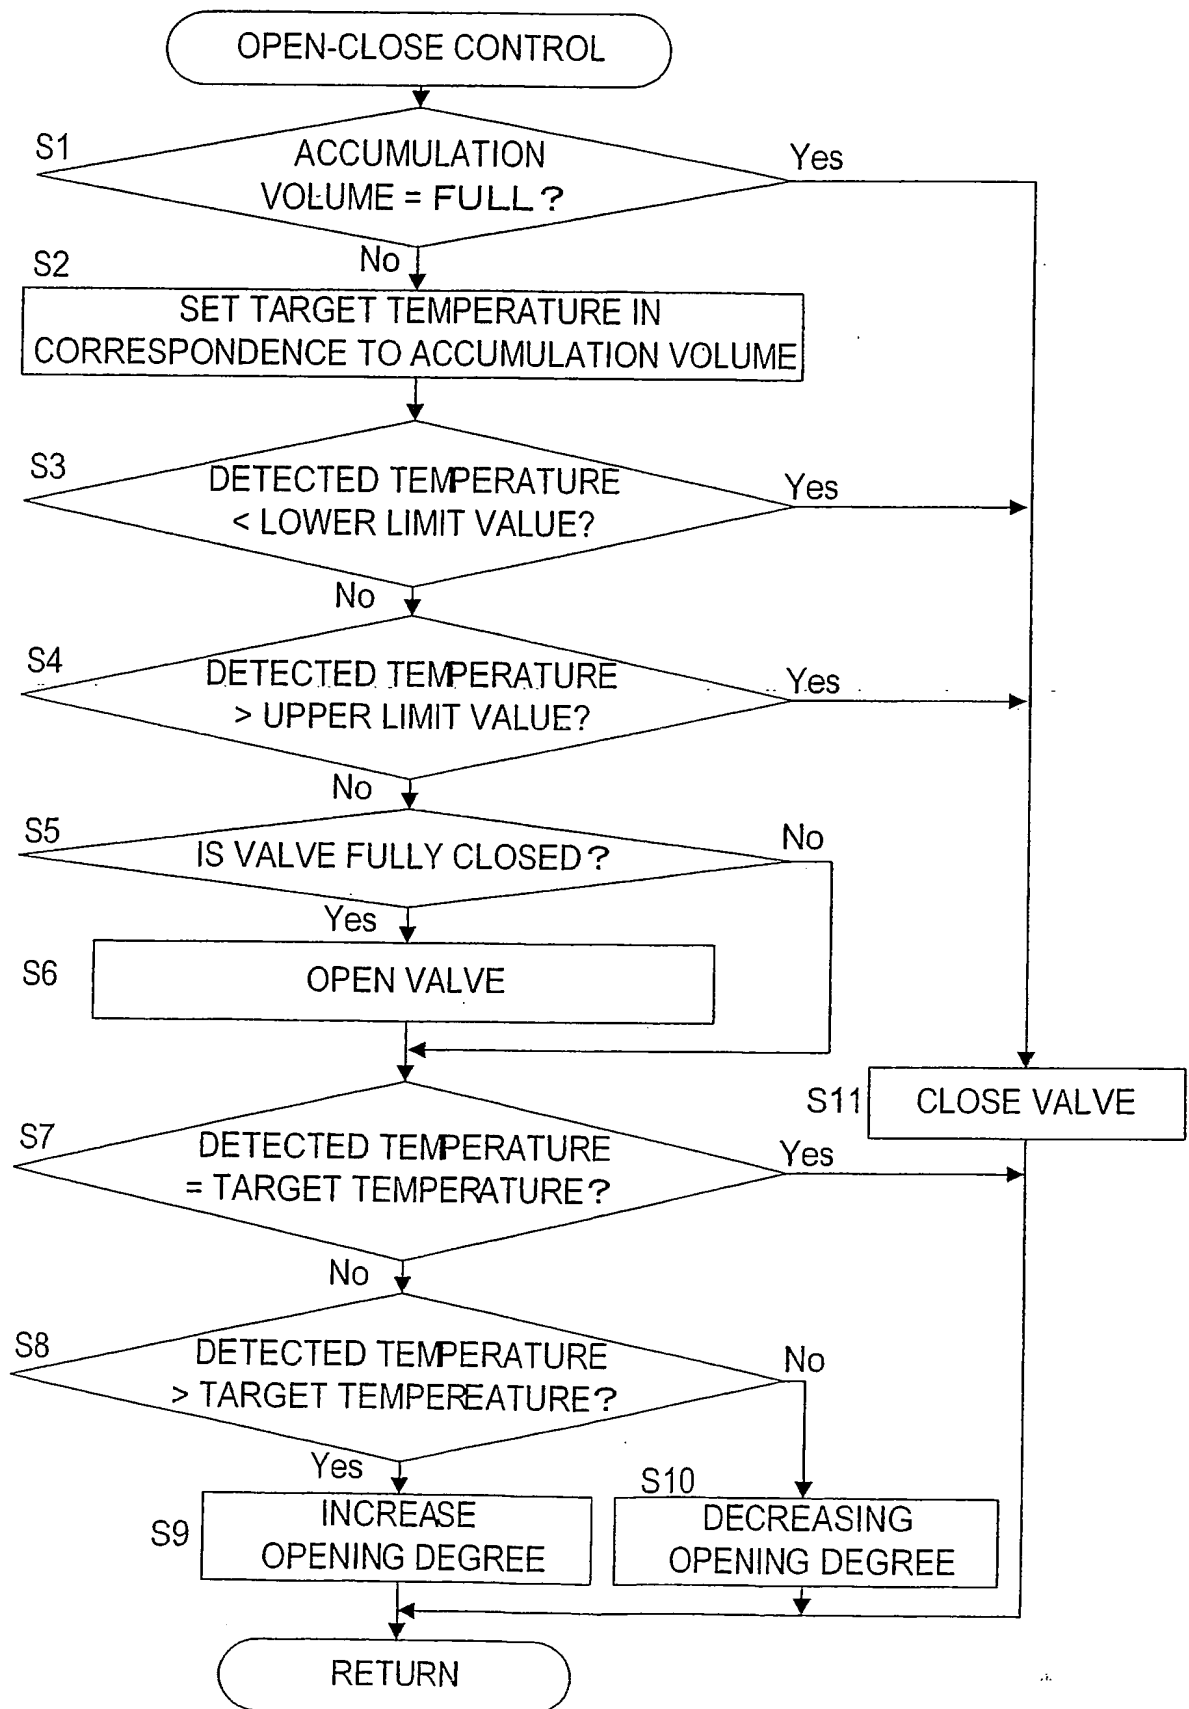 OPEN-CLOSE CONTROL
S1
ACCUMULATION
VOLUME = FULL?
Yes
No
S2
SET TARGET TEMPERATURE IN
CORRESPONDENCE TO ACCUMULATION VOLUME
S3
DETECTED TEMPERATURE
< LOWER LIMIT VALUE?
Yes
No
S4
DETECTED TEMPERATURE
> UPPER LIMIT VALUE?
Yes
No
S5
IS VALVE FULLY CLOSED?
No
Yes
S6
OPEN VALVE
S11
CLOSE VALVE
S7
DETECTED TEMPERATURE
= TARGET TEMPERATURE?
Yes
No
S8
DETECTED TEMPERATURE
> TARGET TEMPEREATURE?
No
Yes
S9
INCREASE
OPENING DEGREE
S10
DECREASING
OPENING DEGREE
RETURN